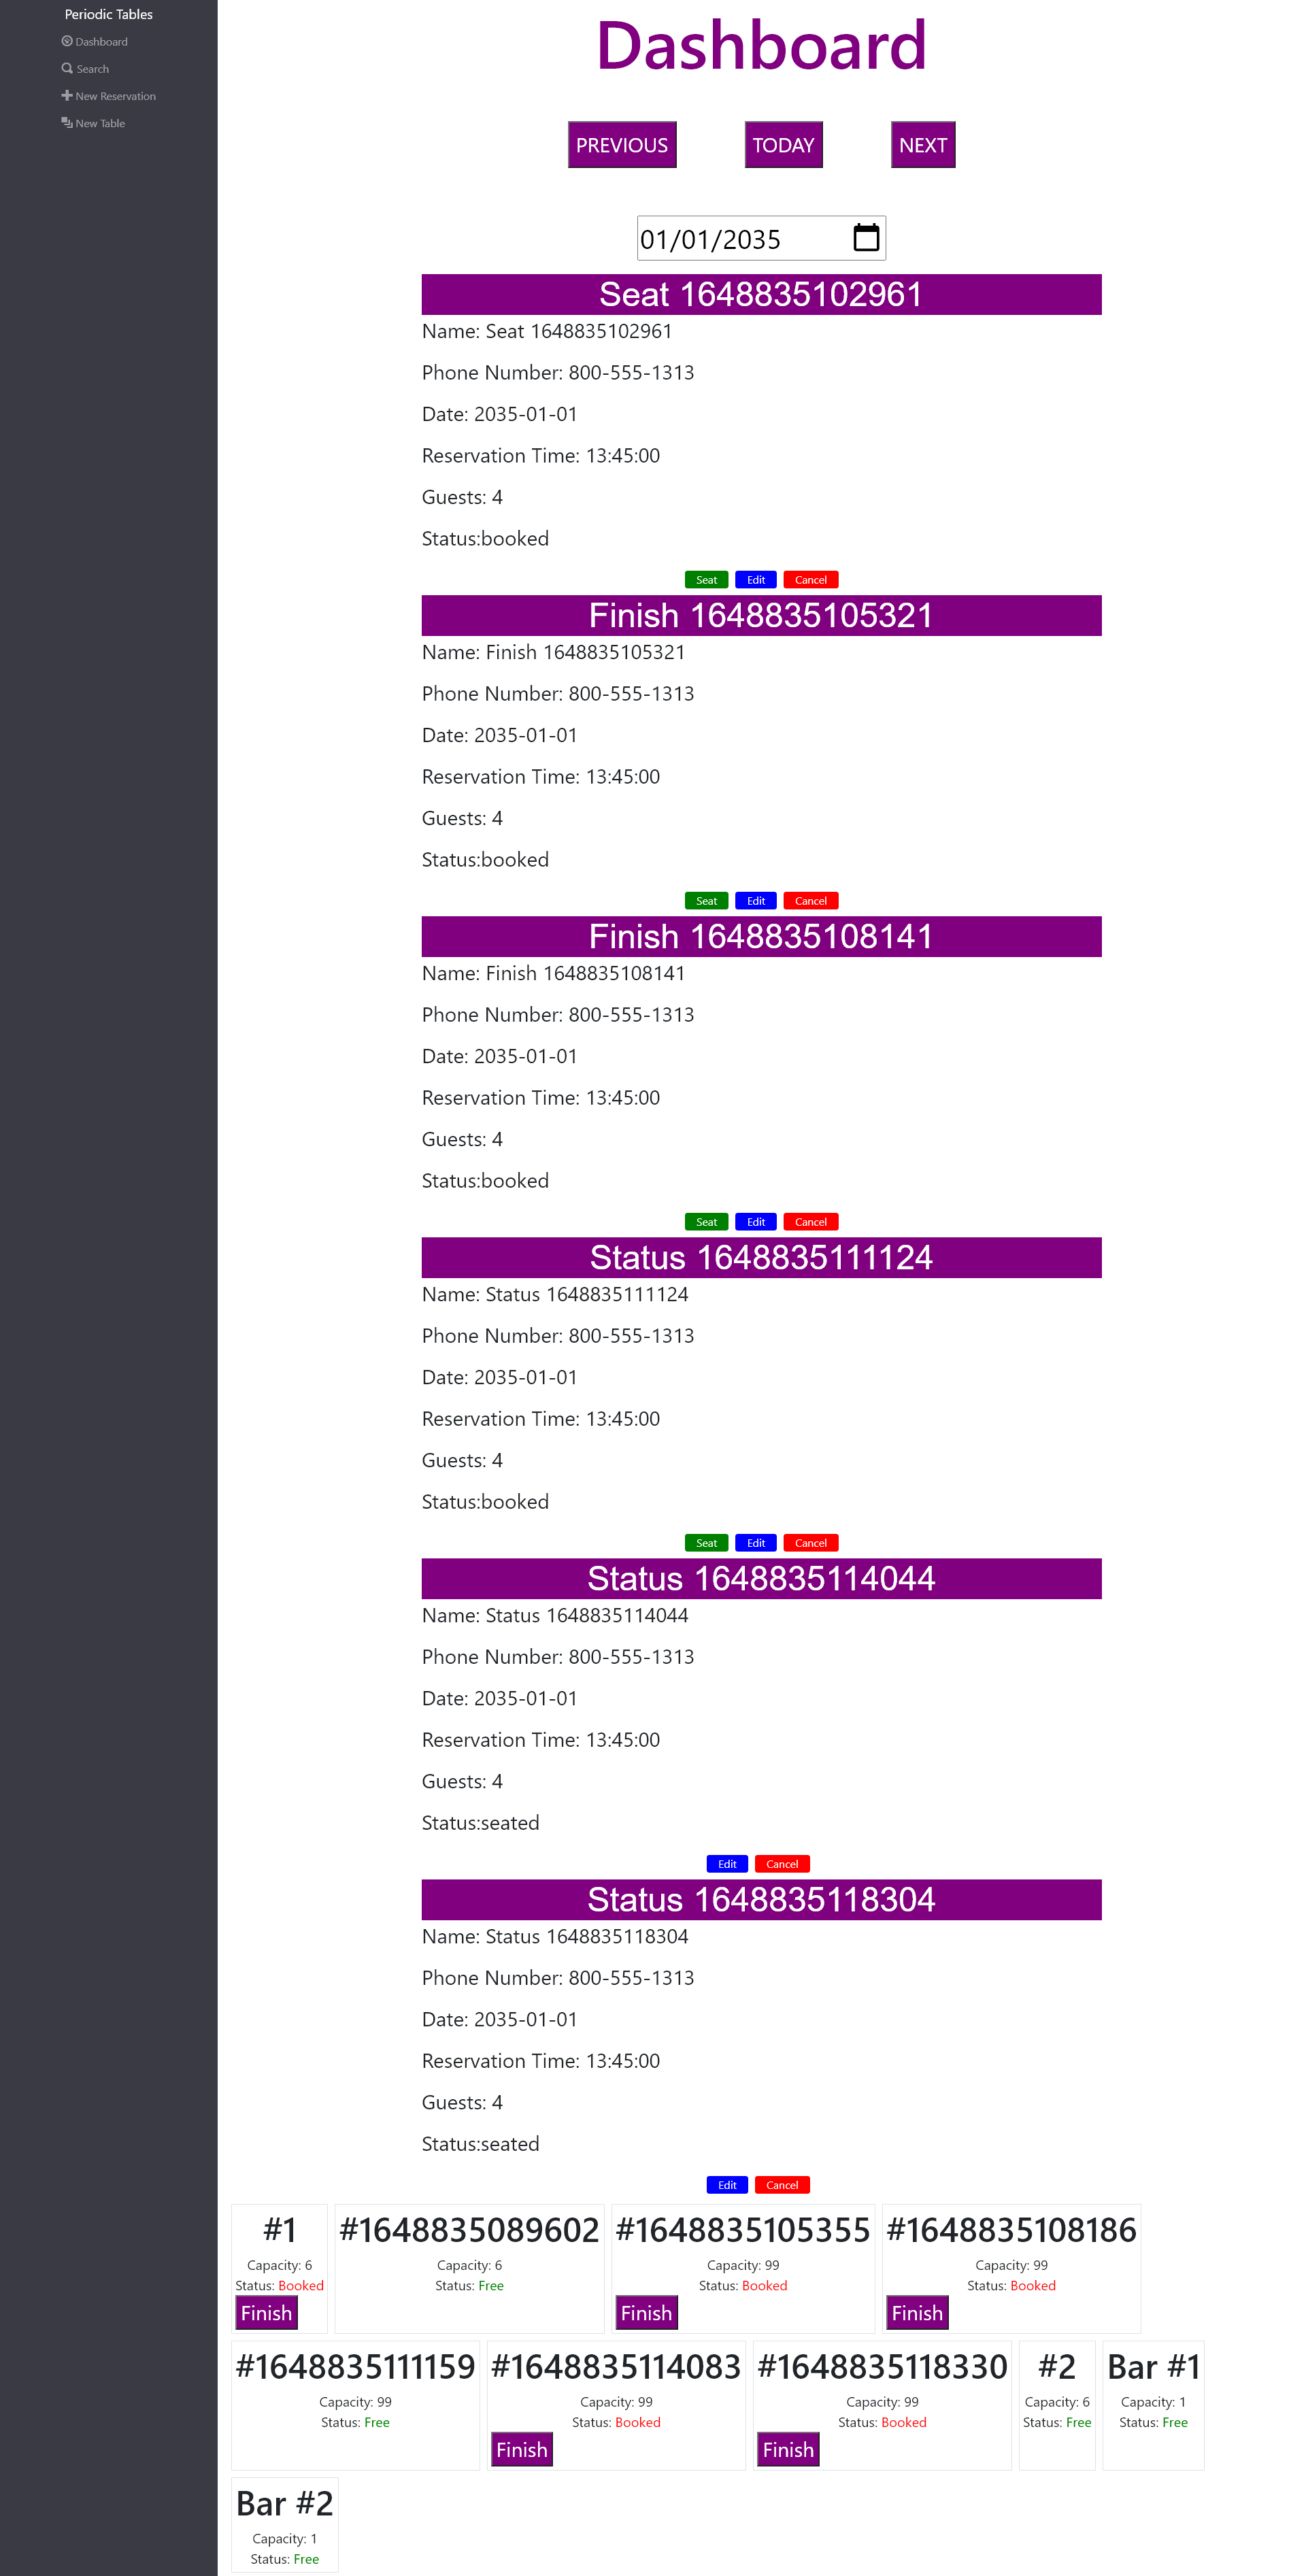 Periodic Tables
Dashboard
Search
New Reservation
New Table
Dashboard
PREVIOUS TODAY NEXT
01/01/2035
Seat 1648835102961
Name: Seat 1648835102961
Phone Number: 800-555-1313
Date: 2035-01-01
Reservation Time: 13:45:00
Guests: 4
Status:booked
Seat Edit Cancel
Finish 1648835105321
Name: Finish 1648835105321
Phone Number: 800-555-1313
Date: 2035-01-01
Reservation Time: 13:45:00
Guests: 4
Status:booked
Seat Edit Cancel
Finish 1648835108141
Name: Finish 1648835108141
Phone Number: 800-555-1313
Date: 2035-01-01
Reservation Time: 13:45:00
Guests: 4
Status:booked
Seat Edit Cancel
Status 1648835111124
Name: Status 1648835111124
Phone Number: 800-555-1313
Date: 2035-01-01
Reservation Time: 13:45:00
Guests: 4
Status:booked
Seat Edit Cancel
Status 1648835114044
Name: Status 1648835114044
Phone Number: 800-555-1313
Date: 2035-01-01
Reservation Time: 13:45:00
Guests: 4
Status:seated
Edit Cancel
Status 1648835118304
Name: Status 1648835118304
Phone Number: 800-555-1313
Date: 2035-01-01
Reservation Time: 13:45:00
Guests: 4
Status:seated
Edit Cancel
#1 #1648835089602 #1648835105355 #1648835108186
Capacity: 6 Capacity: 6 Capacity: 99 Capacity: 99
Status: Booked Status: Free Status: Booked Status: Booked
Finish Finish Finish
#1648835111159 #1648835114083 #1648835118330 #2 Bar #1
Capacity: 99 Capacity: 99 Capacity: 99 Capacity: 6 Capacity: 1
Status: Free Status: Booked Status: Booked Status: Free Status: Free
Finish Finish
Bar #2
Capacity: 1
Status: Free